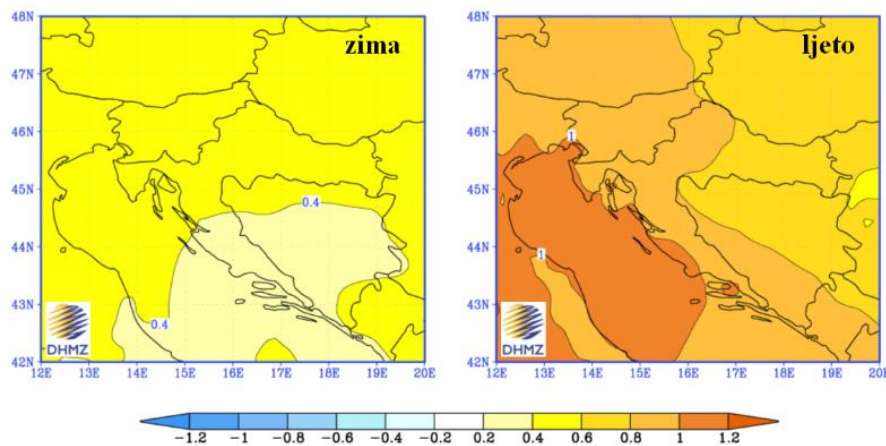 zima
ljeto
48N
47N
46N
45N
44N
43N
42N
12E 13E 14E 15E 16E 17E 18E 19E 20E
0.4
0.4
DHMZ
48N
47N
46N
45N
44N
43N
42N
12E 13E 14E 15E 16E 17E 18E 19E 20E
1
1
DHMZ
-1.2 -1 -0.8 -0.6 -0.4 -0.2 0.2 0.4 0.6 0.8 1 1.2